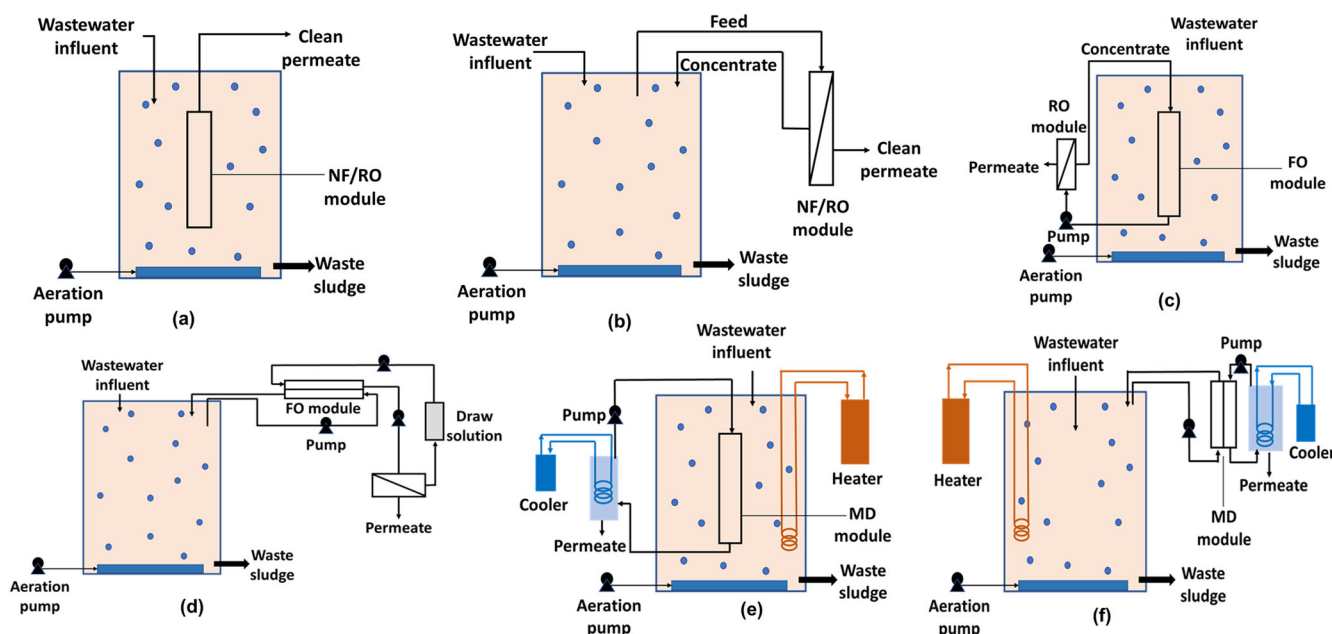 Wastewater
influent
Clean
permeate
NF/RO
module
Waste
sludge
Aeration
pump
(a)
Wastewater
influent
Feed
Concentrate
Clean
permeate
NF/RO
module
Waste
sludge
Aeration
pump
(b)
Wastewater
influent
Concentrate
RO
module
Permeate
FO
module
Pump
Waste
sludge
Aeration
pump
(c)
Wastewater
influent
FO module
Pump
Draw
solution
Permeate
Waste
sludge
Aeration
pump
(d)
Wastewater
influent
Pump
Cooler
Heater
Permeate
MD
module
Waste
sludge
Aeration
pump
(e)
Wastewater
influent
Pump
Heater
Cooler
Permeate
MD
module
Waste
sludge
Aeration
pump
(f)